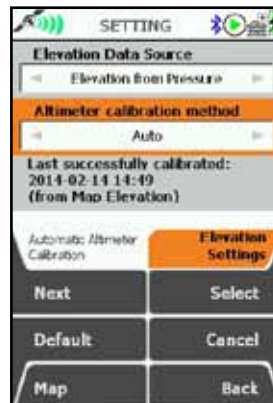 SETTING
Elevation Data Source
Elevation from Pressure
Altimeter calibration method
Auto
Last successfully calibrated:
2014-02-14 14:49
(from Map Elevation)
Automatic Altimeter
Calibration
Elevation
Settings
Next
Select
Default
Cancel
Map
Back